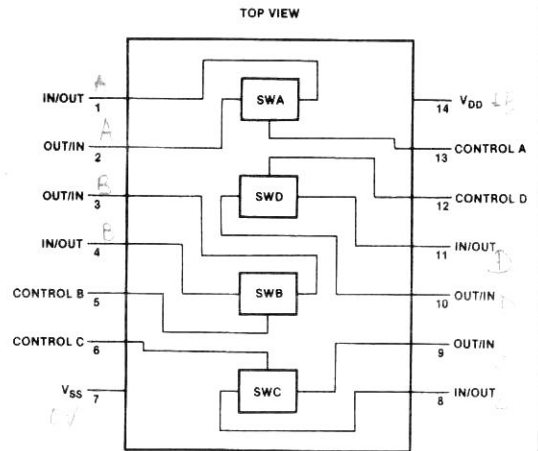 TOP VIEW
A
IN/OUT 1
A
OUT/IN 2
B
OUT/IN 3
B
IN/OUT 4
CONTROL B 5
CONTROL C 6
VSS 7
SWA
SWD
SWB
SWC
14 VDD
13 CONTROL A
12 CONTROL D
11 IN/OUT
D
10 OUT/IN
9 OUT/IN
8 IN/OUT